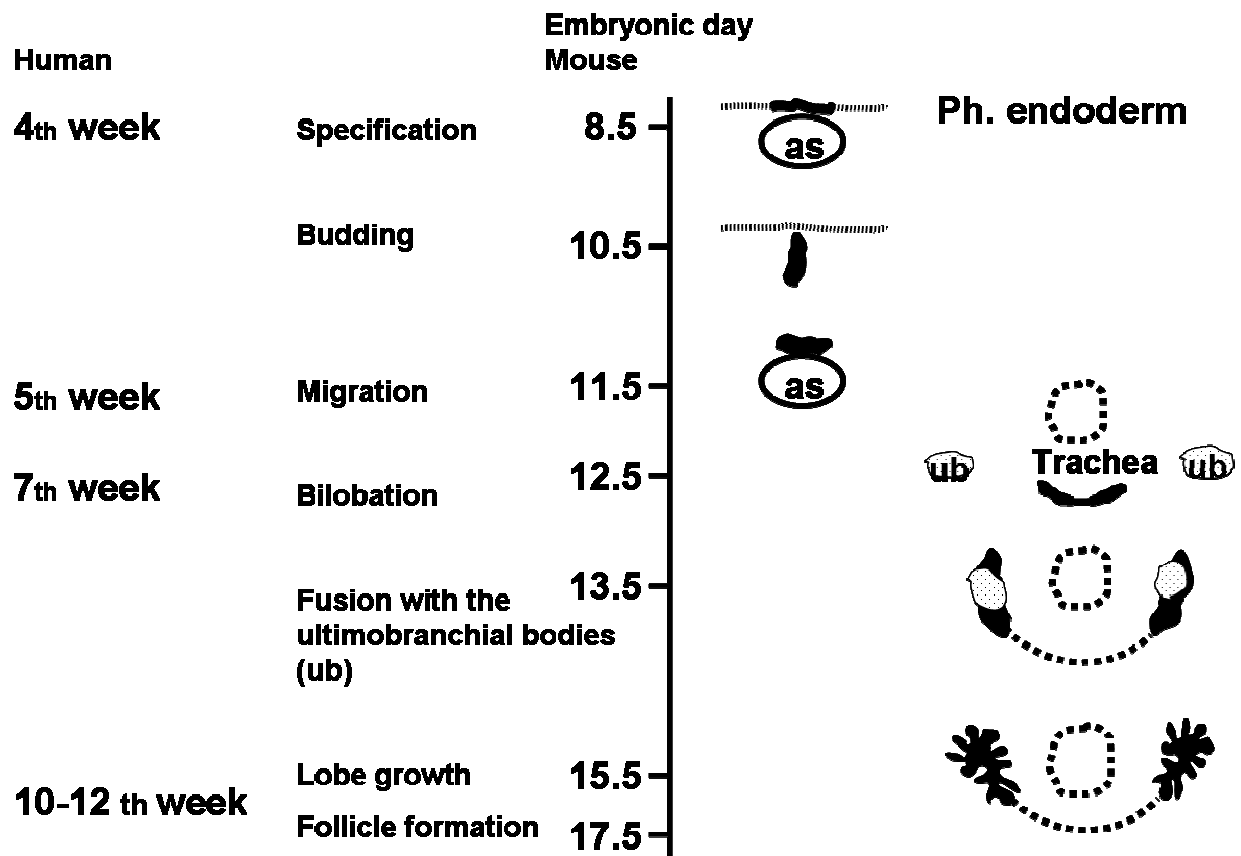 Embryonic day
Human
Mouse
4th week
Specification
8.5
as
Ph. endoderm
Budding
10.5
5th week
Migration
11.5
as
7th week
Bilobation
12.5
ub
Trachea
ub
Fusion with the
ultimobranchial bodies
(ub)
13.5
Lobe growth
15.5
10-12 th week
Follicle formation
17.5